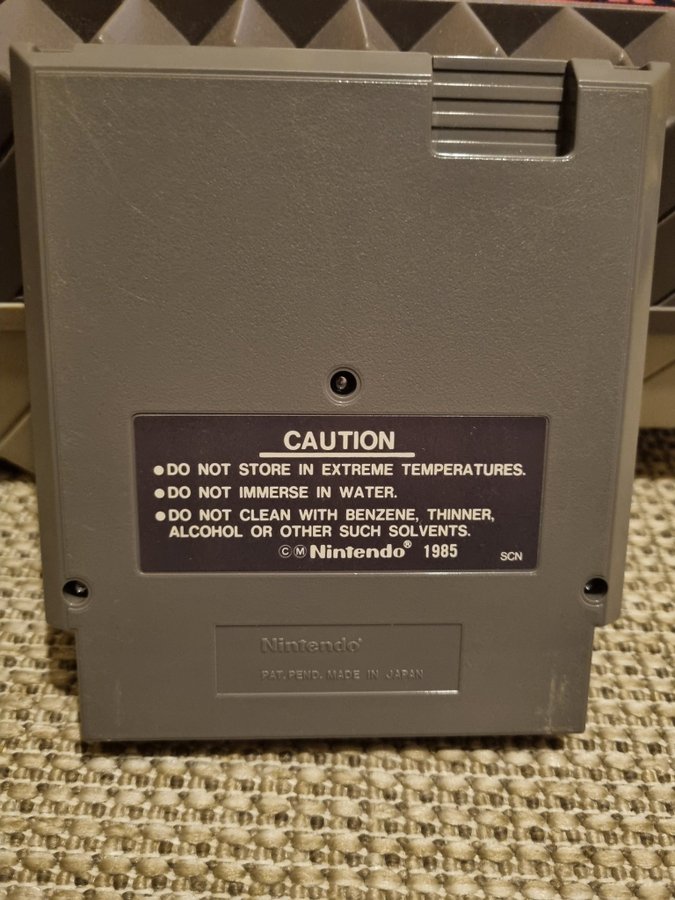 CAUTION
●DO NOT STORE IN EXTREME TEMPERATURES.
●DO NOT IMMERSE IN WATER.
●DO NOT CLEAN WITH BENZENE, THINNER,
ALCOHOL OR OTHER SUCH SOLVENTS.
ⒸⓂNintendo® 1985 SCN
Nintendo®
PAT. PEND. MADE IN JAPAN